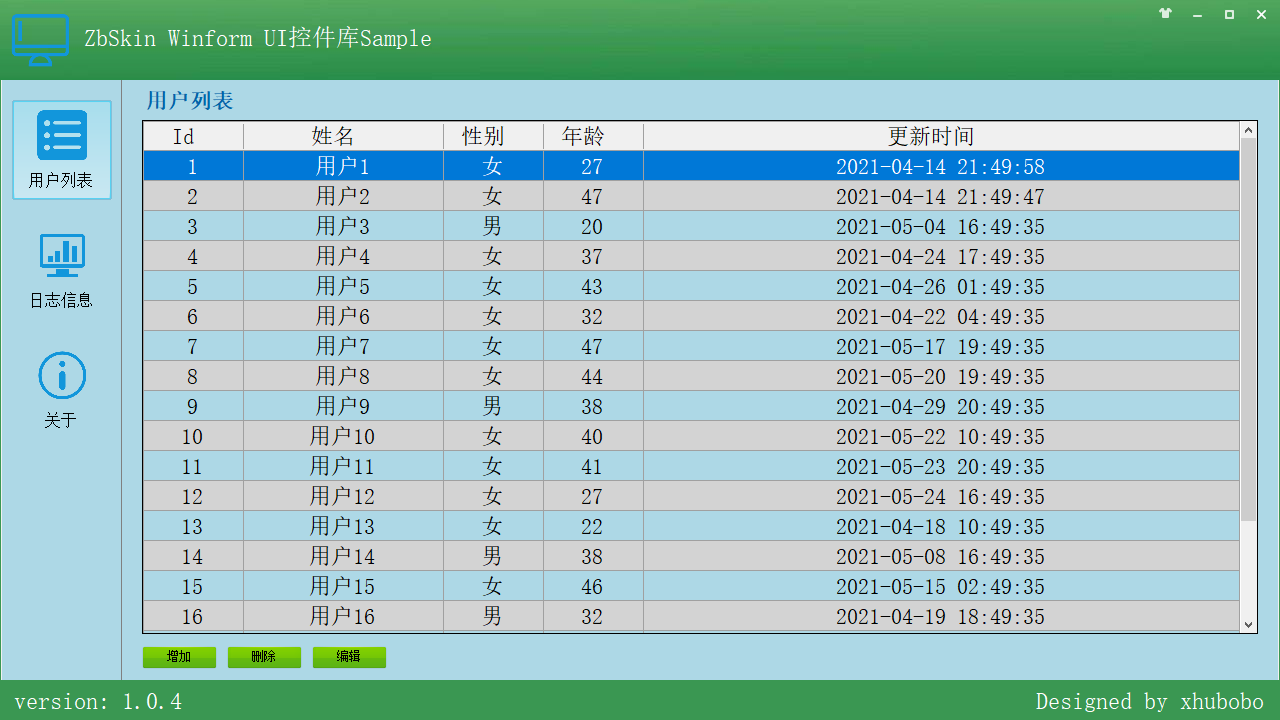 ZbSkin Winform UI控件库Sample
用户列表
日志信息
关于
用户列表
Id 姓名 性别 年龄 更新时间
1 用户1 女 27 2021-04-14 21:49:58
2 用户2 女 47 2021-04-14 21:49:47
3 用户3 男 20 2021-05-04 16:49:35
4 用户4 女 37 2021-04-24 17:49:35
5 用户5 女 43 2021-04-26 01:49:35
6 用户6 女 32 2021-04-22 04:49:35
7 用户7 女 47 2021-05-17 19:49:35
8 用户8 女 44 2021-05-20 19:49:35
9 用户9 男 38 2021-04-29 20:49:35
10 用户10 女 40 2021-05-22 10:49:35
11 用户11 女 41 2021-05-23 20:49:35
12 用户12 女 27 2021-05-24 16:49:35
13 用户13 女 22 2021-04-18 10:49:35
14 用户14 男 38 2021-05-08 16:49:35
15 用户15 女 46 2021-05-15 02:49:35
16 用户16 男 32 2021-04-19 18:49:35
增加 删除 编辑
version: 1.0.4 Designed by xhubobo